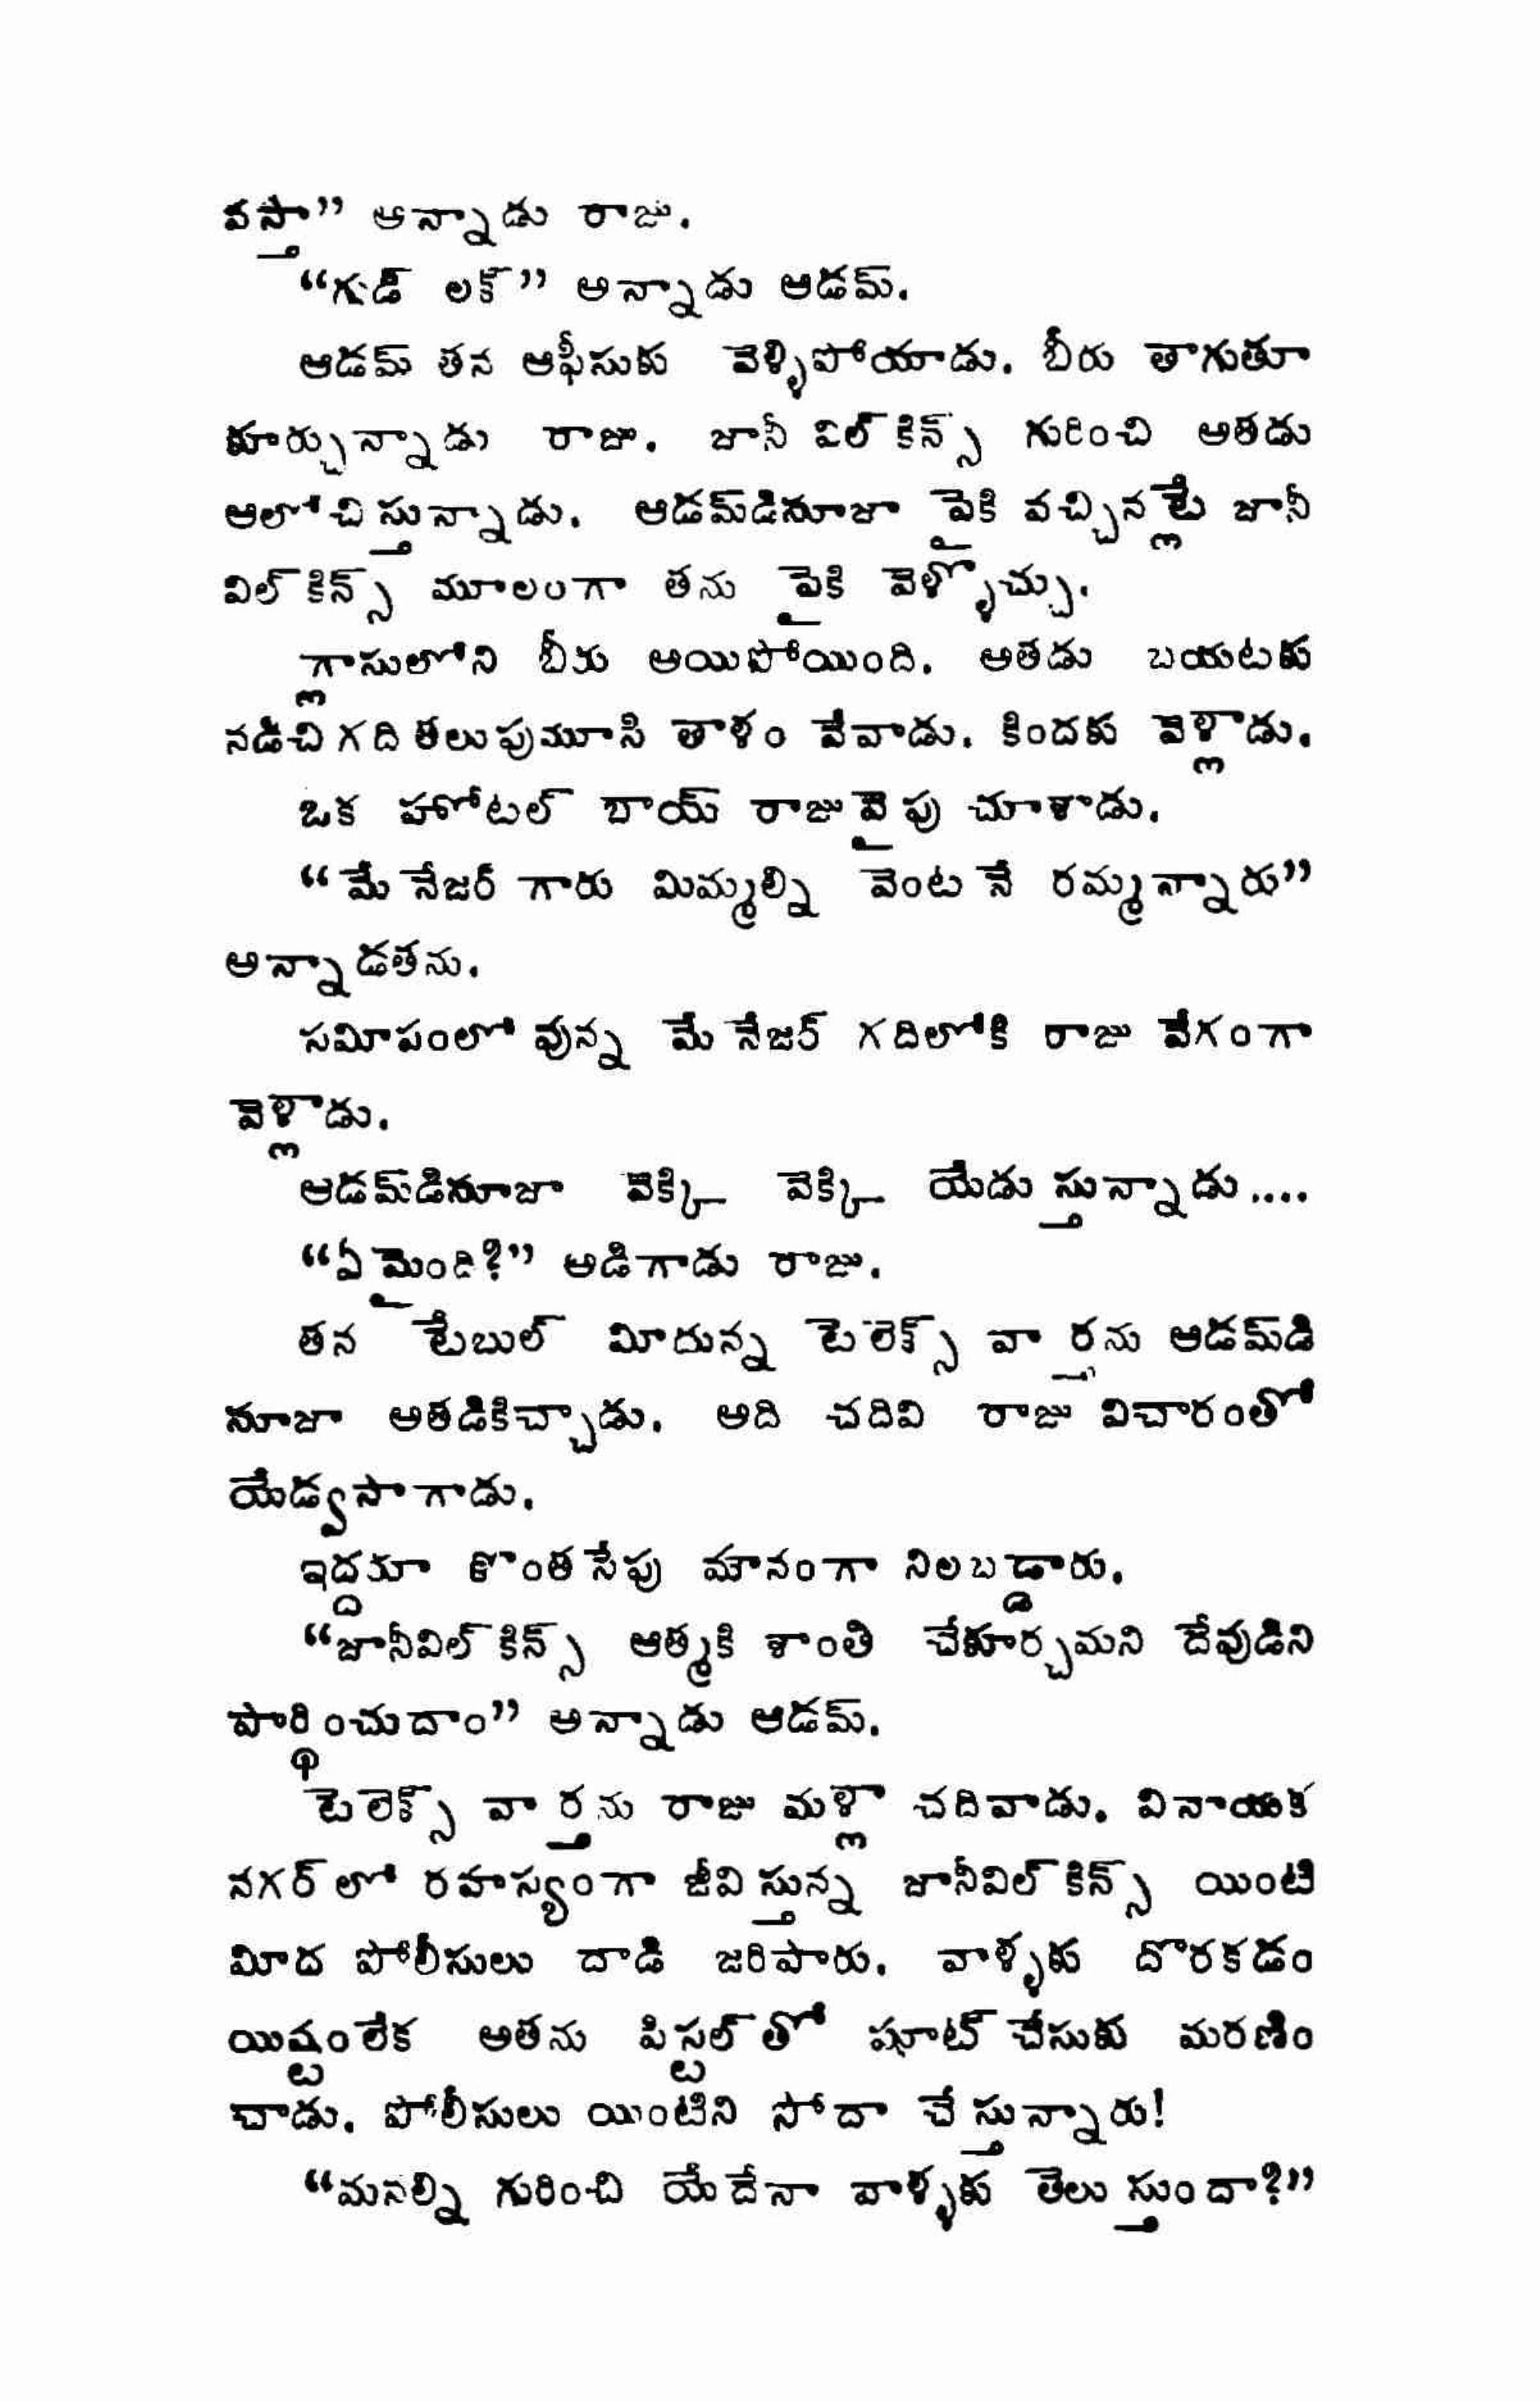 వస్తా” అన్నాడు రాజు.
“గుడ్ లక్” అన్నాడు ఆడమ్.
ఆడమ్ తన ఆఫీసుకు వెళ్ళిపోయాడు. బీరు తాగుతూ
కూర్చున్నాడు రాజు. జానీ విల్‌కిన్స్ గురించి అతడు
ఆలోచిస్తున్నాడు. ఆడమ్‌డినూజా పైకి వచ్చినట్లే జానీ
విల్‌కిన్స్ మూలంగా తను పైకి వెళ్ళొచ్చు.
గ్లాసులోని బీరు అయిపోయింది. అతడు బయటకు
నడిచి గది తలుపుమూసి తాళం వేవాడు. కిందకు వెళ్లాడు.
ఒక హోటల్ బాయ్ రాజువైపు చూశాడు.
“మేనేజర్ గారు మిమ్మల్ని వెంటనే రమ్మన్నారు”
అన్నాడతను.
సమీపంలో వున్న మేనేజర్ గదిలోకి రాజు వేగంగా
వెళ్లాడు.
ఆడమ్‌డినూజా వెక్కి వెక్కి యేడుస్తున్నాడు....
“ఏమైంది?” అడిగాడు రాజు.
తన టేబుల్ మీదున్న టెలెక్స్ వార్తను ఆడమ్‌డి
నూజా అతడికిచ్చాడు. అది చదివి రాజు విచారంతో
యేడ్వసాగాడు.
ఇద్దరూ కొంతసేపు మౌనంగా నిలబడ్డారు.
“జానీవిల్‌కిన్స్ ఆత్మకి శాంతి చేకూర్చమని దేవుడిని
పార్థించుదాం” అన్నాడు ఆడమ్.
టెలెక్స్ వార్తను రాజు మళ్లా చదివాడు. వినాయక
నగర్‌లో రహస్యంగా జీవిస్తున్న జానీవిల్‌కిన్స్ యింటి
మీద పోలీసులు దాడి జరిపారు. వాళ్ళకు దొరకడం
యిష్టంలేక అతను పిస్టల్‌తో షూట్ చేసుకు మరణిం
చాడు. పోలీసులు యింటిని సోదా చేస్తున్నారు!
“మనల్ని గురించి యేదేనా వాళ్ళకు తెలుస్తుందా?”